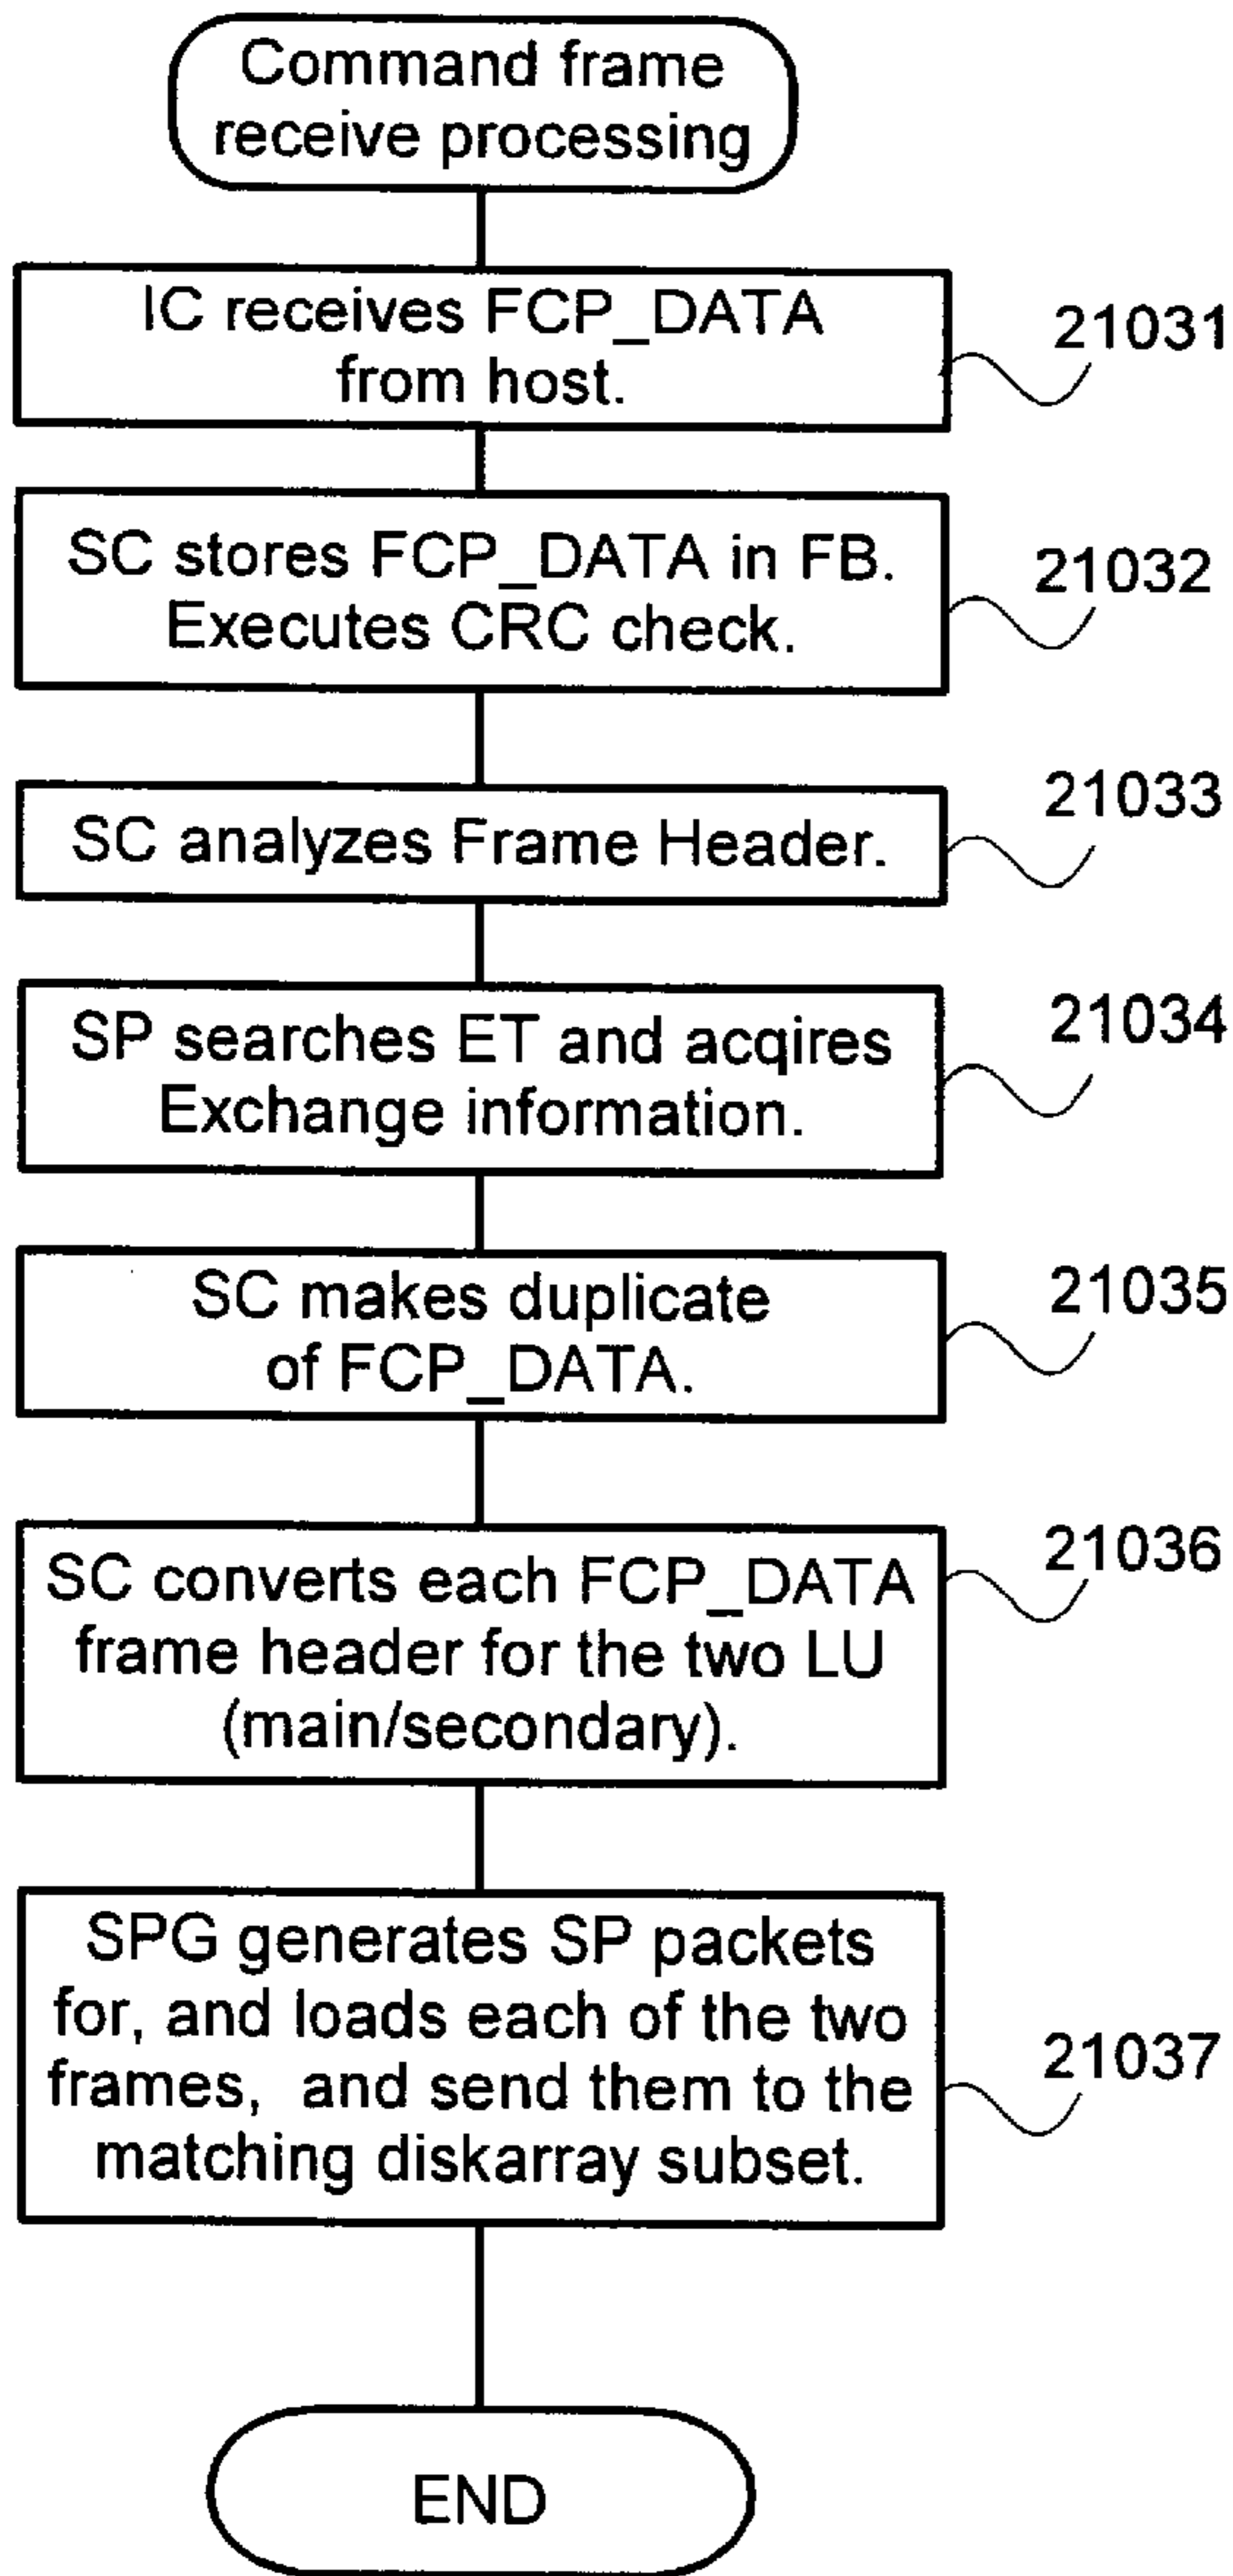 Command frame
receive processing
IC receives FCP_DATA
from host.
21031
SC stores FCP_DATA in FB.
Executes CRC check.
21032
SC analyzes Frame Header.
21033
SP searches ET and acqires
Exchange information.
21034
SC makes duplicate
of FCP_DATA.
21035
SC converts each FCP_DATA
frame header for the two LU
(main/secondary).
21036
SPG generates SP packets
for, and loads each of the two
frames, and send them to the
matching diskarray subset.
21037
END